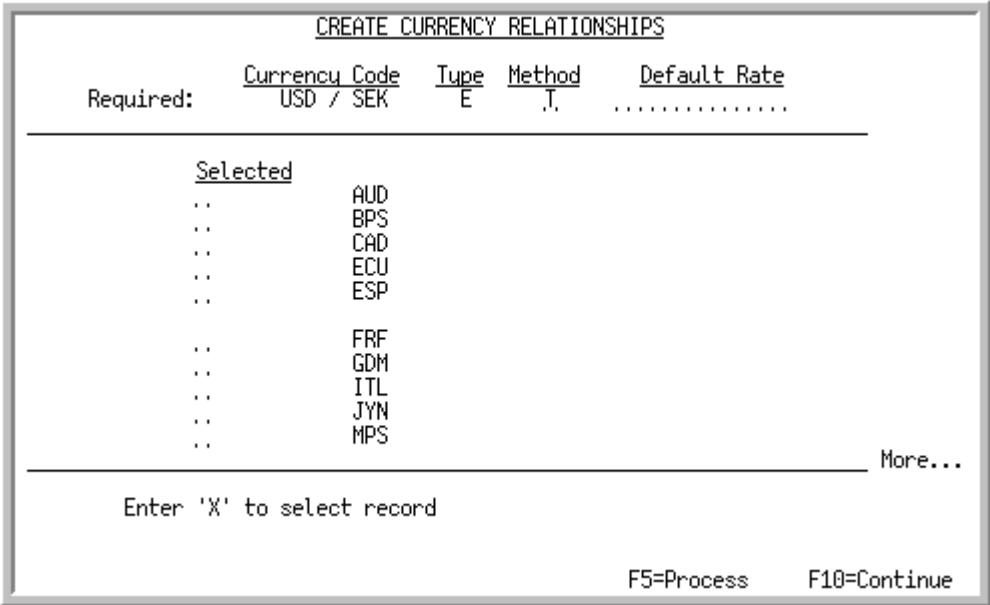 CREATE CURRENCY RELATIONSHIPS
Currency Code Type Method Default Rate
Required: USD / SEK E T ...............
Selected
.. AUD
.. BPS
.. CAD
.. ECU
.. ESP
.. FRF
.. GDM
.. ITL
.. JYN
.. MPS
More...
Enter 'X' to select record
F5=Process F10=Continue